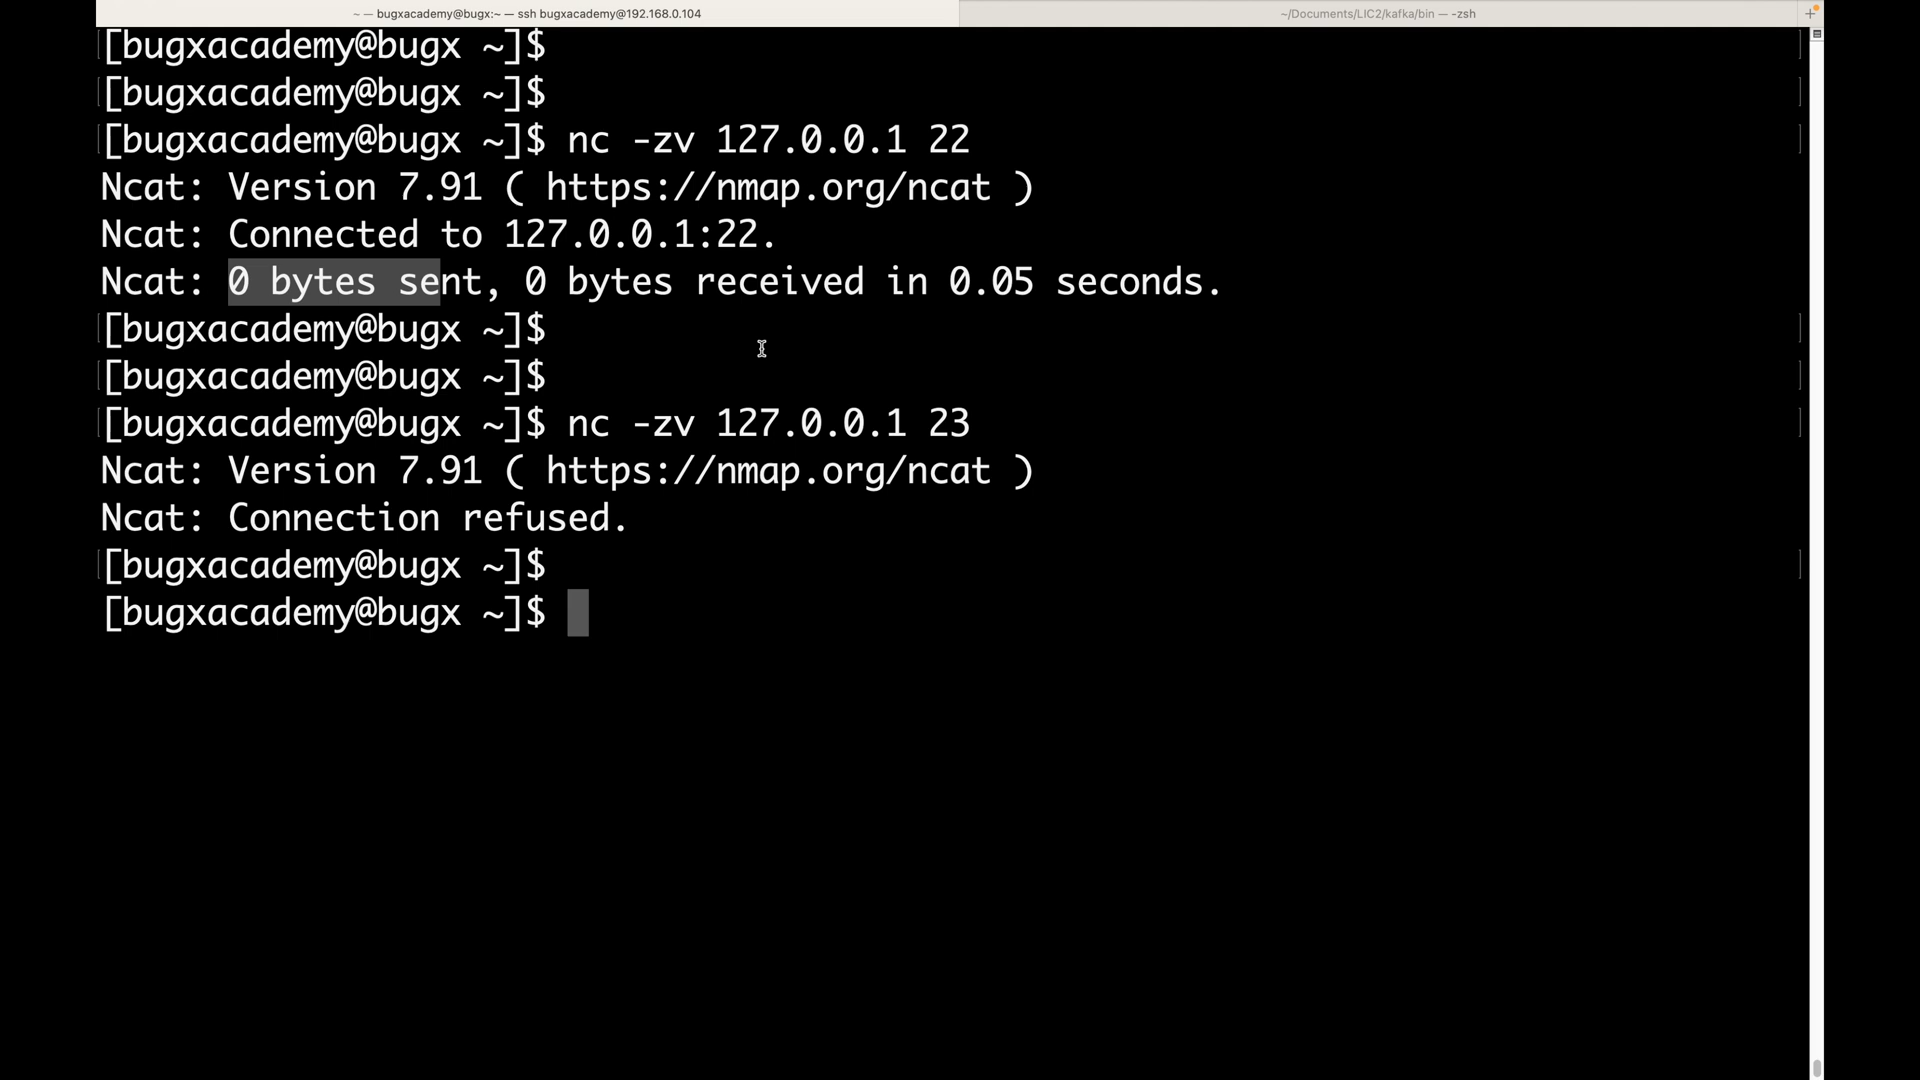 ~ — bugxacademy@bugx:~ — ssh bugxacademy@192.168.0.104
~/Documents/LIC2/kafka/bin — -zsh
[bugxacademy@bugx ~]$
[bugxacademy@bugx ~]$
[bugxacademy@bugx ~]$ nc -zv 127.0.0.1 22
Ncat: Version 7.91 ( https://nmap.org/ncat )
Ncat: Connected to 127.0.0.1:22.
Ncat: 0 bytes sent, 0 bytes received in 0.05 seconds.
[bugxacademy@bugx ~]$
[bugxacademy@bugx ~]$
[bugxacademy@bugx ~]$ nc -zv 127.0.0.1 23
Ncat: Version 7.91 ( https://nmap.org/ncat )
Ncat: Connection refused.
[bugxacademy@bugx ~]$
[bugxacademy@bugx ~]$